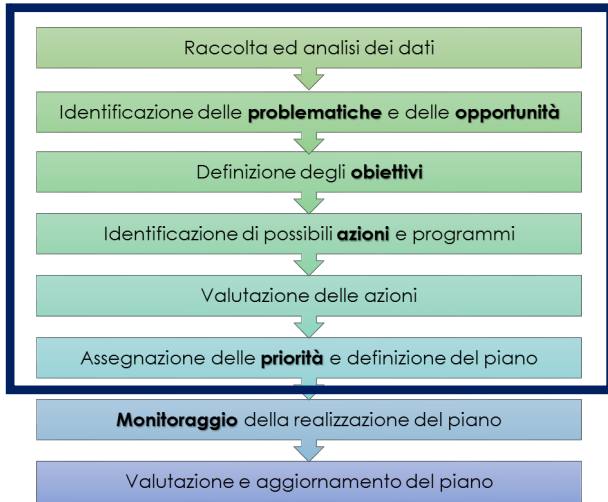 Raccolta ed analisi dei dati
Identificazione delle problematiche e delle opportunità
Definizione degli obiettivi
Identificazione di possibili azioni e programmi
Valutazione delle azioni
Assegnazione delle priorità e definizione del piano
Monitoraggio della realizzazione del piano
Valutazione e aggiornamento del piano